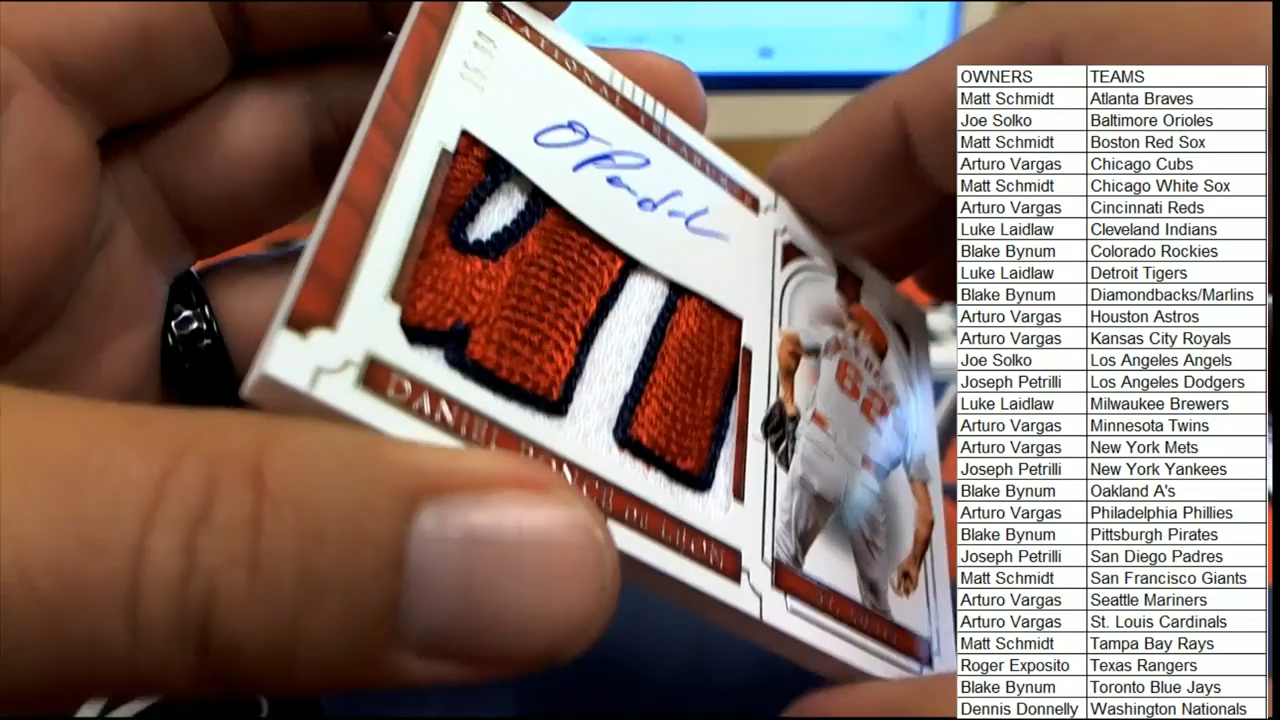 NATIONAL TREASURES
DANIEL PONCE DE LEON
62
OWNERS TEAMS
Matt Schmidt Atlanta Braves
Joe Solko Baltimore Orioles
Matt Schmidt Boston Red Sox
Arturo Vargas Chicago Cubs
Matt Schmidt Chicago White Sox
Arturo Vargas Cincinnati Reds
Luke Laidlaw Cleveland Indians
Blake Bynum Colorado Rockies
Luke Laidlaw Detroit Tigers
Blake Bynum Diamondbacks/Marlins
Arturo Vargas Houston Astros
Arturo Vargas Kansas City Royals
Joe Solko Los Angeles Angels
Joseph Petrilli Los Angeles Dodgers
Luke Laidlaw Milwaukee Brewers
Arturo Vargas Minnesota Twins
Arturo Vargas New York Mets
Joseph Petrilli New York Yankees
Blake Bynum Oakland A's
Arturo Vargas Philadelphia Phillies
Blake Bynum Pittsburgh Pirates
Joseph Petrilli San Diego Padres
Matt Schmidt San Francisco Giants
Arturo Vargas Seattle Mariners
Arturo Vargas St. Louis Cardinals
Matt Schmidt Tampa Bay Rays
Roger Exposito Texas Rangers
Blake Bynum Toronto Blue Jays
Dennis Donnelly Washington Nationals